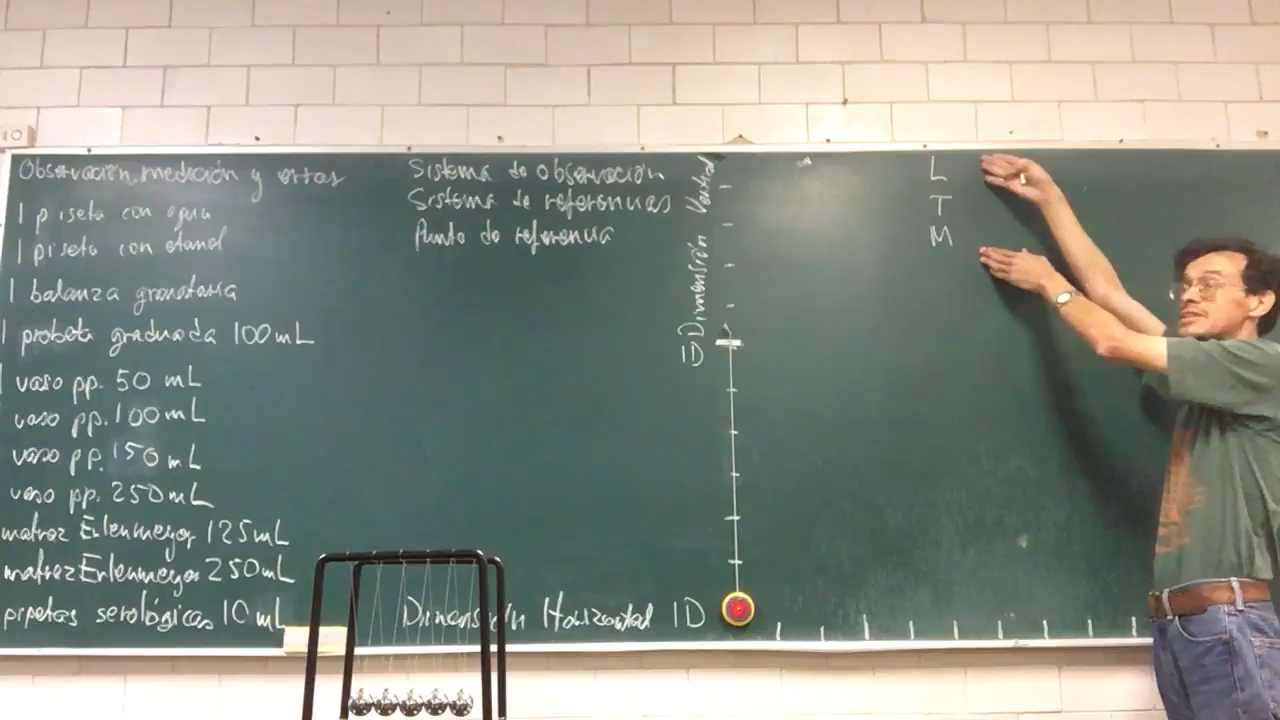 Observación, medición y
1 piseta con agua
1 piseta con etanol
1 balanza granataria
1 probeta graduada 100 mL
1 vaso pp. 50 mL
vaso pp. 100 mL
vaso pp. 150 mL
vaso pp. 250 mL
matraz Erlenmeyer 125 mL
matraz Erlenmeyer 250 mL
pipetas serológicas 10 mL
Sistema de observación
Sistema de referencias
Punto de referencia
1D Dimensión Vertical
Dimensión Horizontal 1D
L
T
M